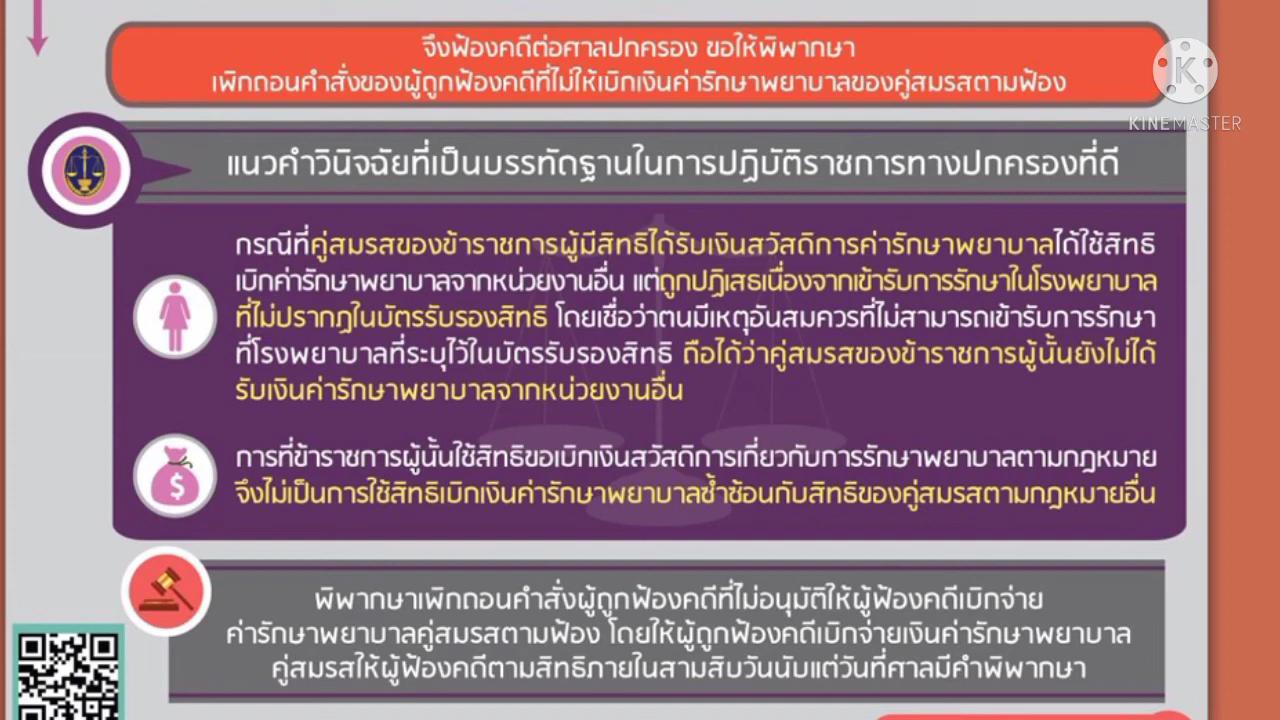 จึงฟ้องคดีต่อศาลปกครอง ขอให้พิพากษา
เพิกถอนคำสั่งของผู้ถูกฟ้องคดีที่ไม่ให้เบิกเงินค่ารักษาพยาบาลของคู่สมรสตามฟ้อง
K
KINEMASTER
แนวคำวินิจฉัยที่เป็นบรรทัดฐานในการปฏิบัติราชการทางปกครองที่ดี
กรณีที่คู่สมรสของข้าราชการผู้มีสิทธิได้รับเงินสวัสดิการค่ารักษาพยาบาลได้ใช้สิทธิ
เบิกค่ารักษาพยาบาลจากหน่วยงานอื่น แต่ถูกปฏิเสธเนื่องจากเข้ารับการรักษาในโรงพยาบาล
ที่ไม่ปรากฏในบัตรรับรองสิทธิ โดยเชื่อว่าตนมีเหตุอันสมควรที่ไม่สามารถเข้ารับการรักษา
ที่โรงพยาบาลที่ระบุไว้ในบัตรรับรองสิทธิ ถือได้ว่าคู่สมรสของข้าราชการผู้นั้นยังไม่ได้
รับเงินค่ารักษาพยาบาลจากหน่วยงานอื่น
การที่ข้าราชการผู้นั้นใช้สิทธิขอเบิกเงินสวัสดิการเกี่ยวกับการรักษาพยาบาลตามกฎหมาย
จึงไม่เป็นการใช้สิทธิเบิกเงินค่ารักษาพยาบาลซ้ำซ้อนกับสิทธิของคู่สมรสตามกฎหมายอื่น
พิพากษาเพิกถอนคำสั่งผู้ถูกฟ้องคดีที่ไม่อนุมัติให้ผู้ฟ้องคดีเบิกจ่าย
ค่ารักษาพยาบาลคู่สมรสตามฟ้อง โดยให้ผู้ถูกฟ้องคดีเบิกจ่ายเงินค่ารักษาพยาบาล
คู่สมรสให้ผู้ฟ้องคดีตามสิทธิภายในสามสิบวันนับแต่วันที่ศาลมีคำพิพากษา